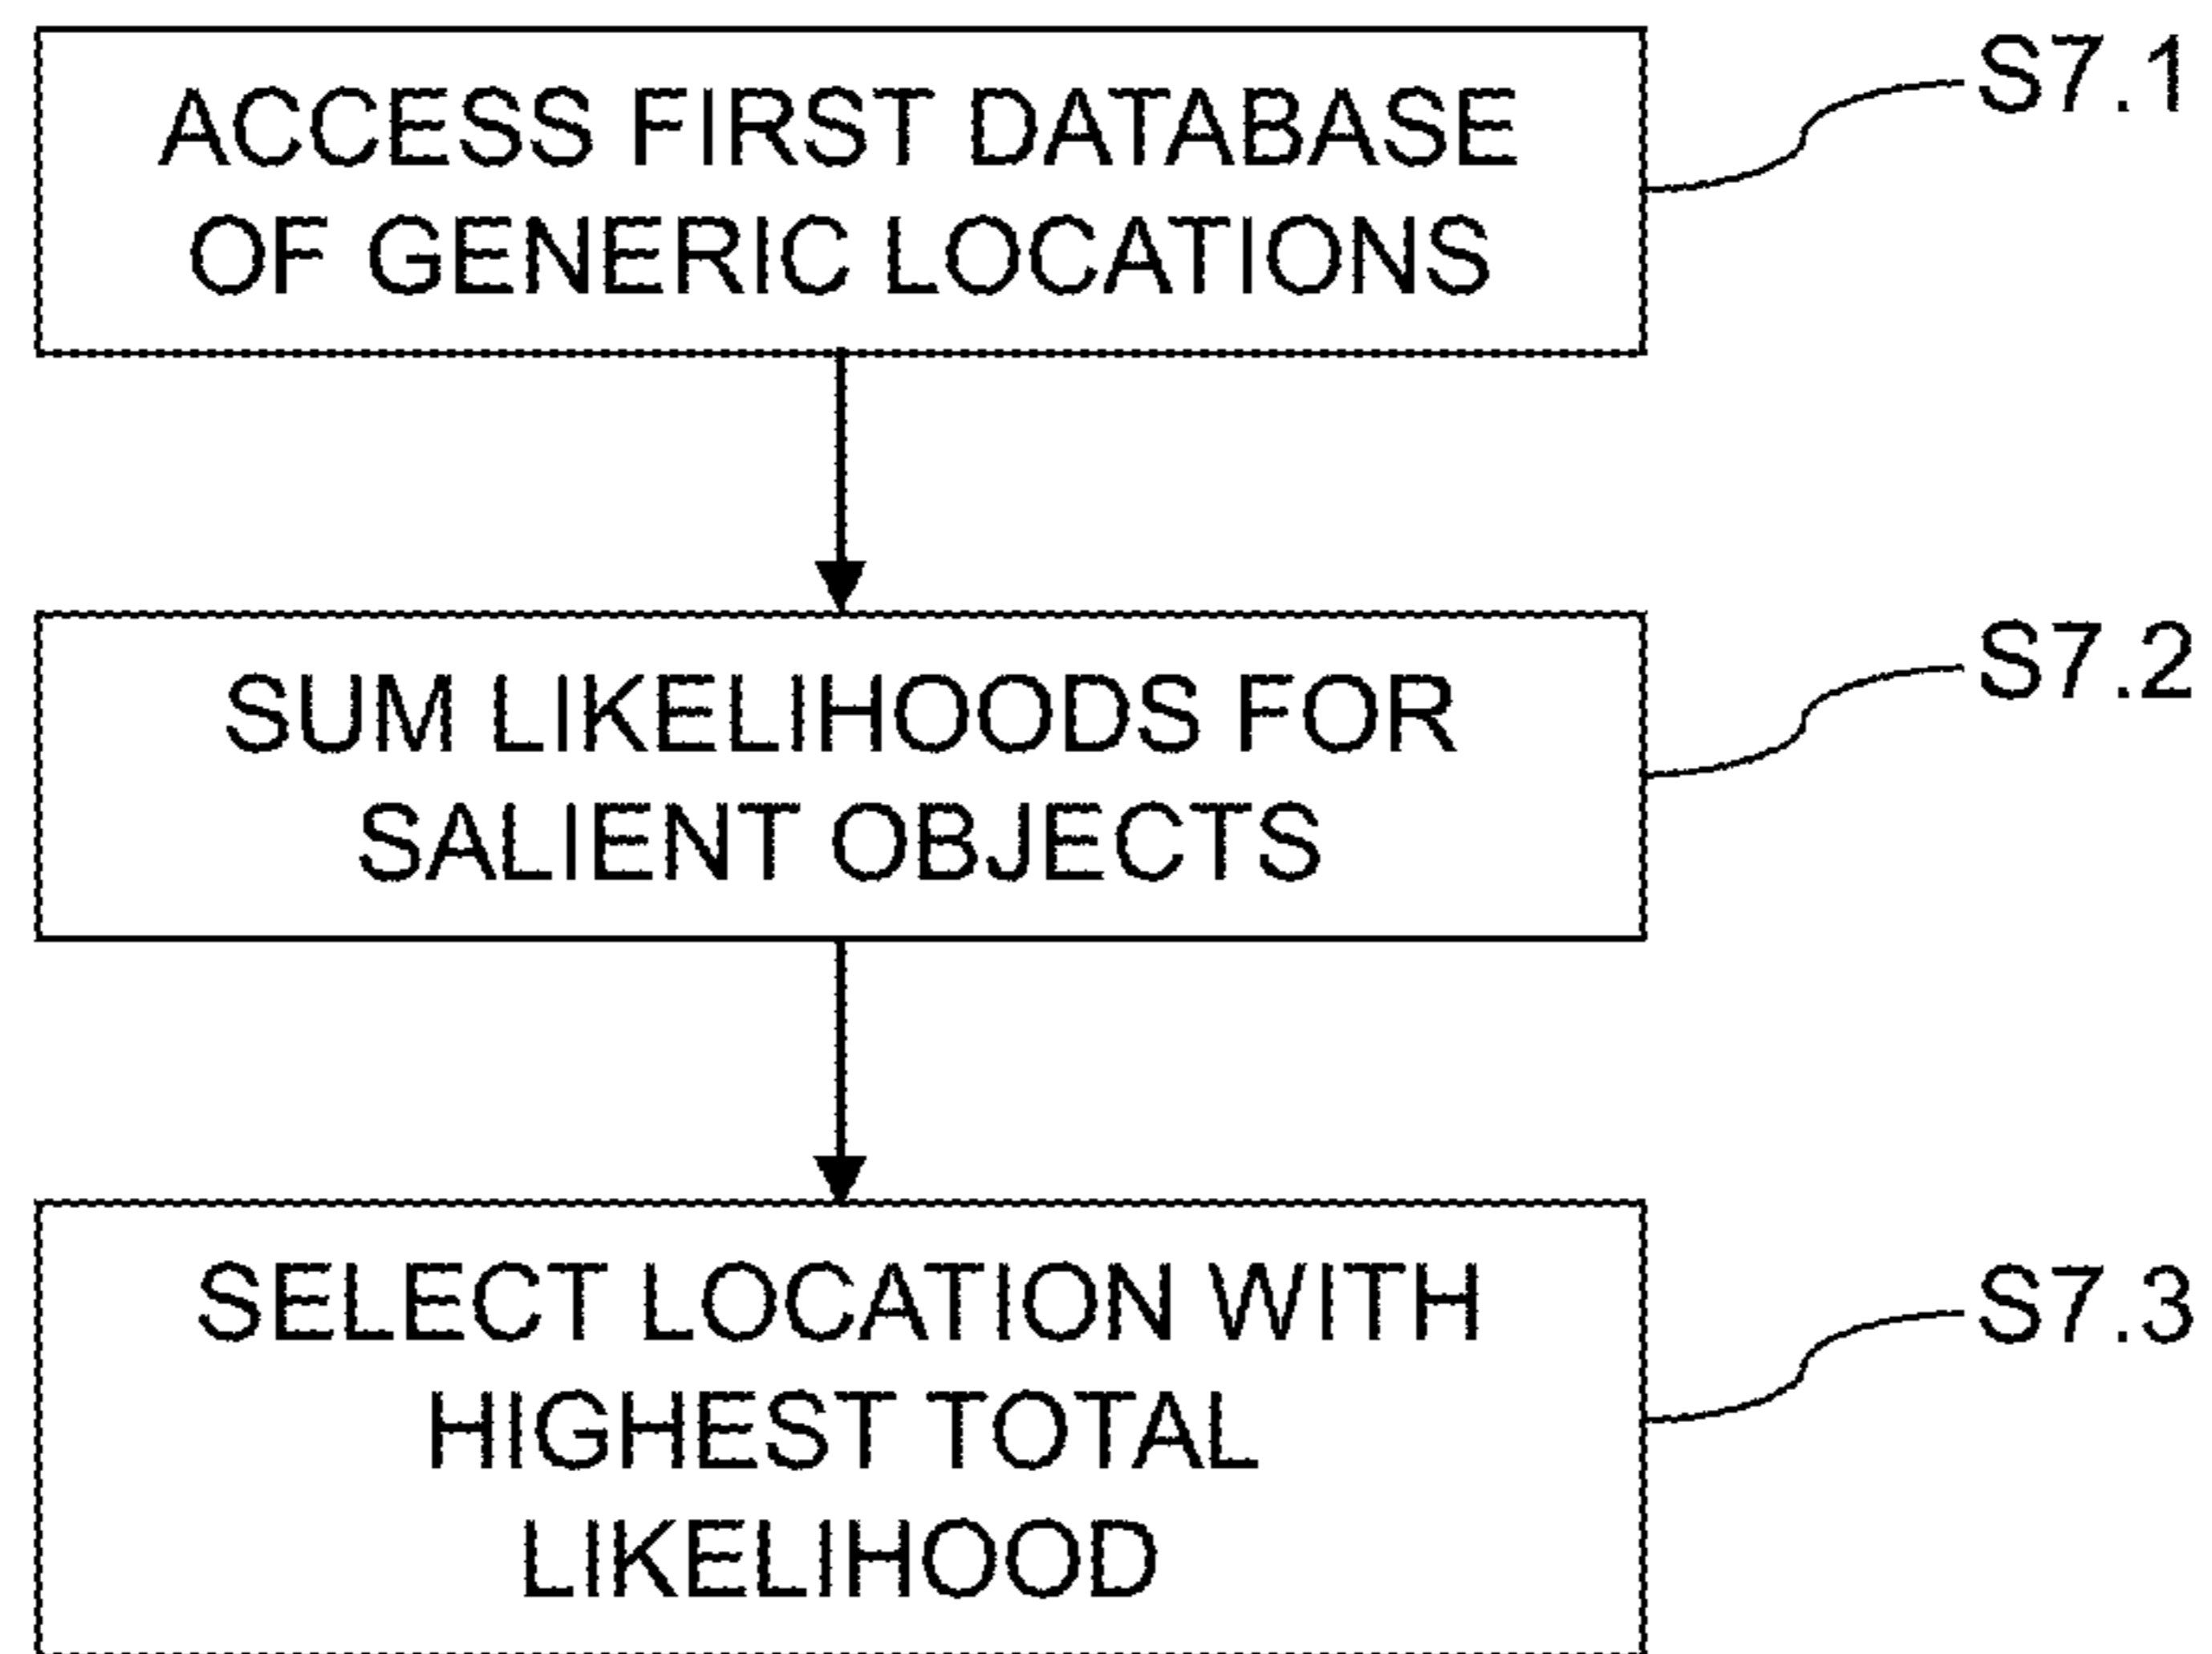 ACCESS FIRST DATABASE
OF GENERIC LOCATIONS
S7.1
SUM LIKELIHOODS FOR
SALIENT OBJECTS
S7.2
SELECT LOCATION WITH
HIGHEST TOTAL
LIKELIHOOD
S7.3